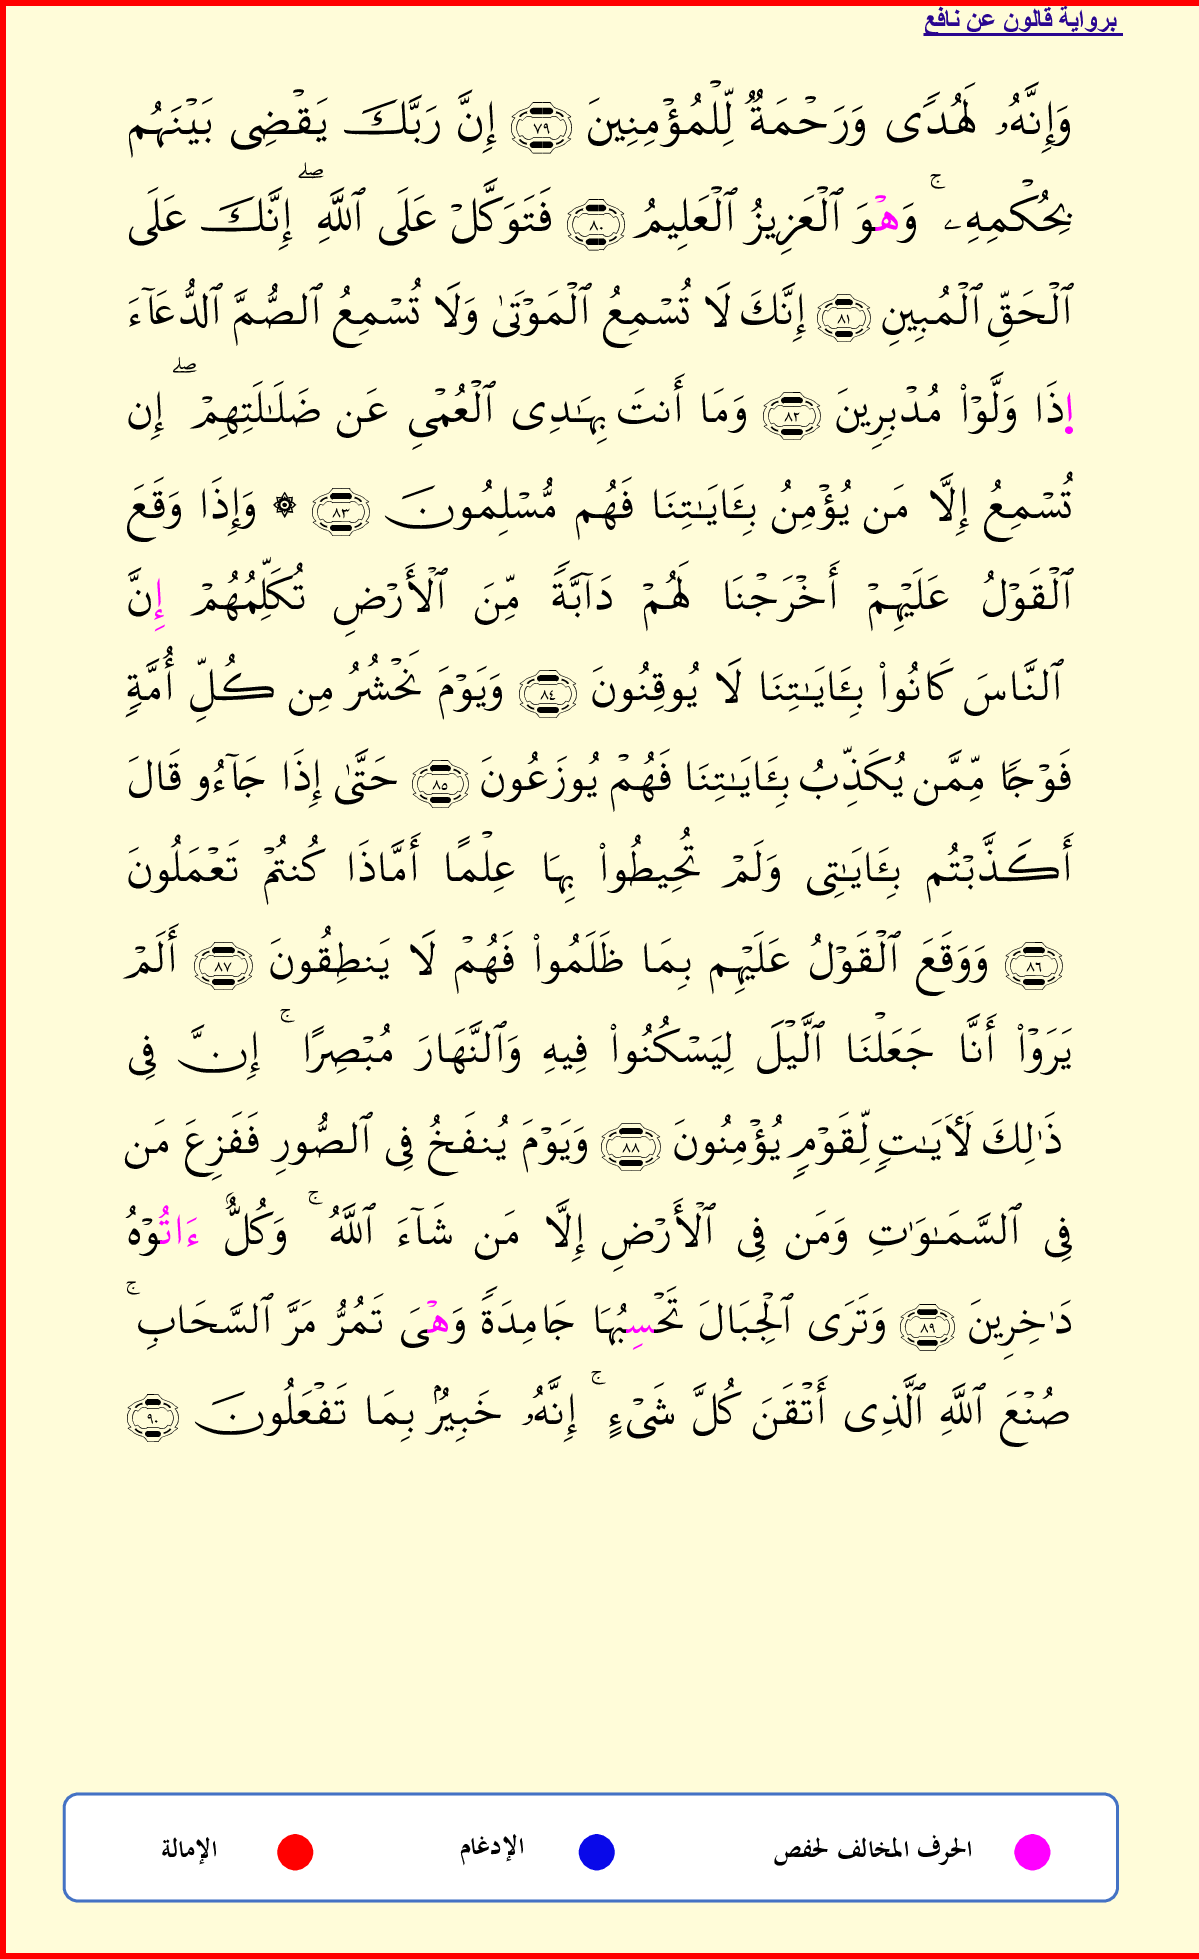 برواية قالون عن نافع
وَإِنَّهُۥ لَهُدًى وَرَحْمَةٌ لِّلْمُؤْمِنِينَ ٧٩ إِنَّ رَبَّكَ يَقْضِى بَيْنَهُم
بِحُكْمِهِۦ ۚ وَهْوَ ٱلْعَزِيزُ ٱلْعَلِيمُ ٨٠ فَتَوَكَّلْ عَلَى ٱللَّهِ ۖ إِنَّكَ عَلَى
ٱلْحَقِّ ٱلْمُبِينِ ٨١ إِنَّكَ لَا تُسْمِعُ ٱلْمَوْتَىٰ وَلَا تُسْمِعُ ٱلصُّمَّ ٱلدُّعَآءَ
اِ۪ذَا وَلَّوْا۟ مُدْبِرِينَ ٨٢ وَمَا أَنتَ بِهَـٰدِى ٱلْعُمْىِ عَن ضَلَـٰلَتِهِمْ ۖ إِن
تُسْمِعُ إِلَّا مَن يُؤْمِنُ بِـَٔايَـٰتِنَا فَهُم مُّسْلِمُونَ ٨٣ ۞ وَإِذَا وَقَعَ
ٱلْقَوْلُ عَلَيْهِمْ أَخْرَجْنَا لَهُمْ دَآبَّةً مِّنَ ٱلْأَرْضِ تُكَلِّمُهُمْ إِنَّ
ٱلنَّاسَ كَانُوا۟ بِـَٔايَـٰتِنَا لَا يُوقِنُونَ ٨٤ وَيَوْمَ نَحْشُرُ مِن كُلِّ أُمَّةٍ
فَوْجًا مِّمَّن يُكَذِّبُ بِـَٔايَـٰتِنَا فَهُمْ يُوزَعُونَ ٨٥ حَتَّىٰ إِذَا جَآءُو قَالَ
أَكَذَّبْتُم بِـَٔايَـٰتِى وَلَمْ تُحِيطُوا۟ بِهَا عِلْمًا أَمَّاذَا كُنتُمْ تَعْمَلُونَ
٨٦ وَوَقَعَ ٱلْقَوْلُ عَلَيْهِم بِمَا ظَلَمُوا۟ فَهُمْ لَا يَنطِقُونَ ٨٧ أَلَمْ
يَرَوْا۟ أَنَّا جَعَلْنَا ٱلَّيْلَ لِيَسْكُنُوا۟ فِيهِ وَٱلنَّهَارَ مُبْصِرًا ۚ إِنَّ فِى
ذَٰلِكَ لَأَيَـٰتٍ لِّقَوْمٍ يُؤْمِنُونَ ٨٨ وَيَوْمَ يُنفَخُ فِى ٱلصُّورِ فَفَزِعَ مَن
فِى ٱلسَّمَـٰوَٰتِ وَمَن فِى ٱلْأَرْضِ إِلَّا مَن شَآءَ ٱللَّهُ ۚ وَكُلٌّ ءَاتُوْهُ
دَٰخِرِينَ ٨٩ وَتَرَى ٱلْجِبَالَ تَحْسِبُهَا جَامِدَةً وَهْىَ تَمُرُّ مَرَّ ٱلسَّحَابِ ۚ
صُنْعَ ٱللَّهِ ٱلَّذِى أَتْقَنَ كُلَّ شَىْءٍ ۚ إِنَّهُۥ خَبِيرٌۢ بِمَا تَفْعَلُونَ ٩٠
الحرف المخالف لحفص الإدغام الإمالة